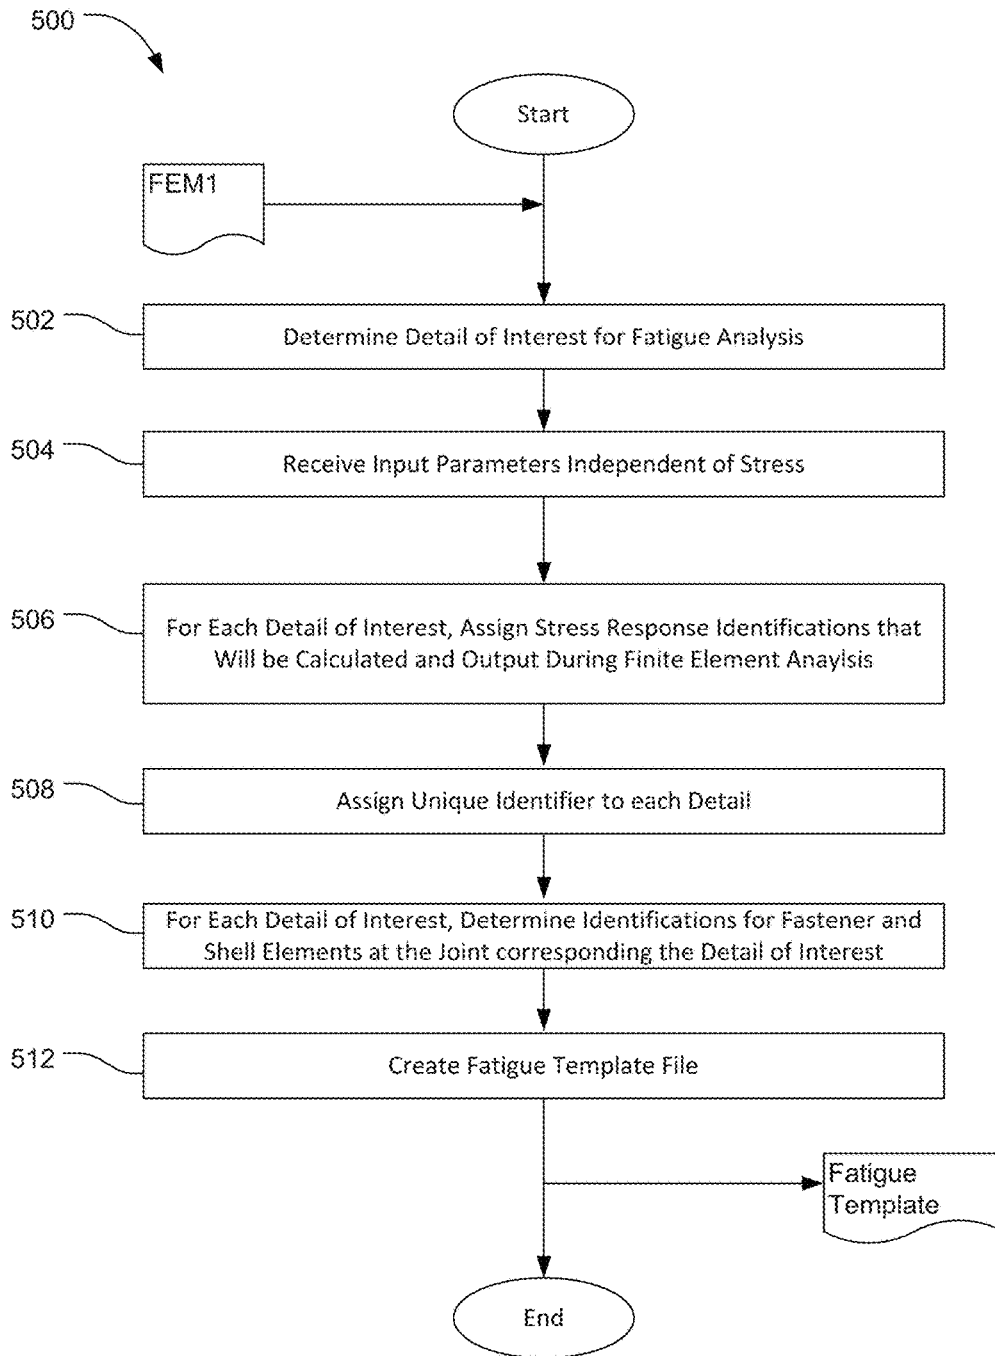 500
Start
FEM1
502
Determine Detail of Interest for Fatigue Analysis
504
Receive Input Parameters Independent of Stress
506
For Each Detail of Interest, Assign Stress Response Identifications that
Will be Calculated and Output During Finite Element Anaylsis
508
Assign Unique Identifier to each Detail
510
For Each Detail of Interest, Determine Identifications for Fastener and
Shell Elements at the Joint corresponding the Detail of Interest
512
Create Fatigue Template File
Fatigue
Template
End